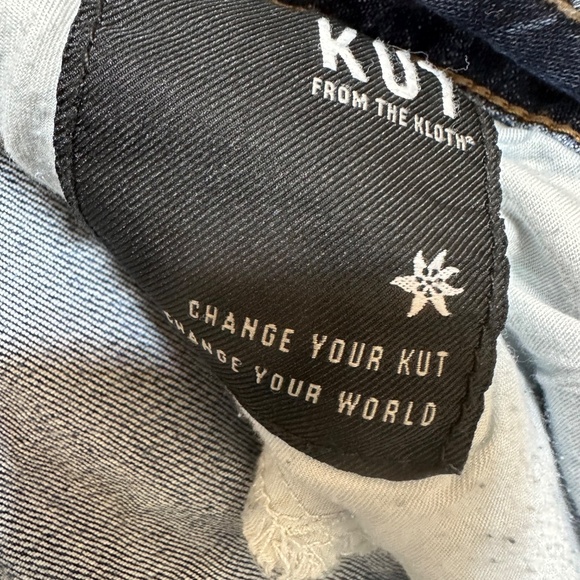 KUT
FROM THE KLOTH®
CHANGE YOUR KUT
CHANGE YOUR WORLD